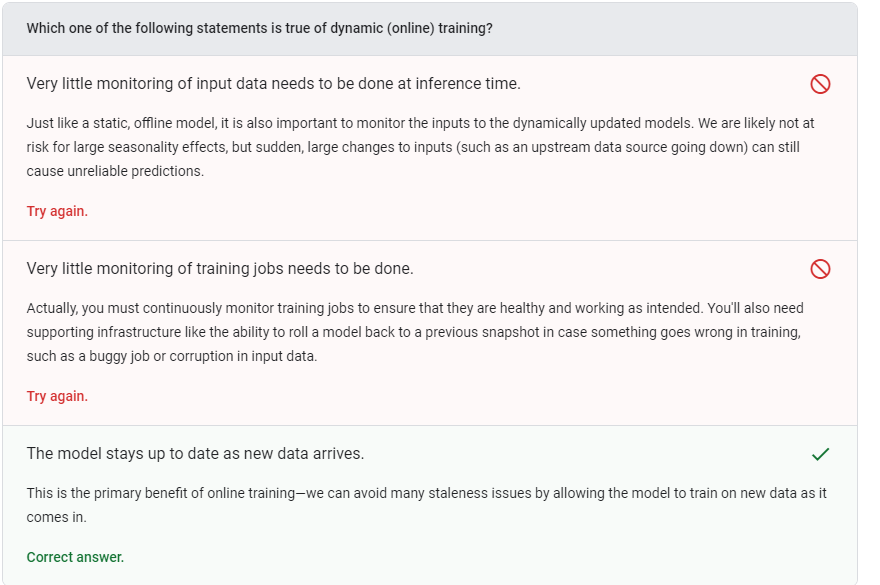 Which one of the following statements is true of dynamic (online) training?
Very little monitoring of input data needs to be done at inference time.
Just like a static, offline model, it is also important to monitor the inputs to the dynamically updated models. We are likely not at
risk for large seasonality effects, but sudden, large changes to inputs (such as an upstream data source going down) can still
cause unreliable predictions.
Try again.
Very little monitoring of training jobs needs to be done.
Actually, you must continuously monitor training jobs to ensure that they are healthy and working as intended. You'll also need
supporting infrastructure like the ability to roll a model back to a previous snapshot in case something goes wrong in training,
such as a buggy job or corruption in input data.
Try again.
The model stays up to date as new data arrives.
This is the primary benefit of online training—we can avoid many staleness issues by allowing the model to train on new data as it
comes in.
Correct answer.